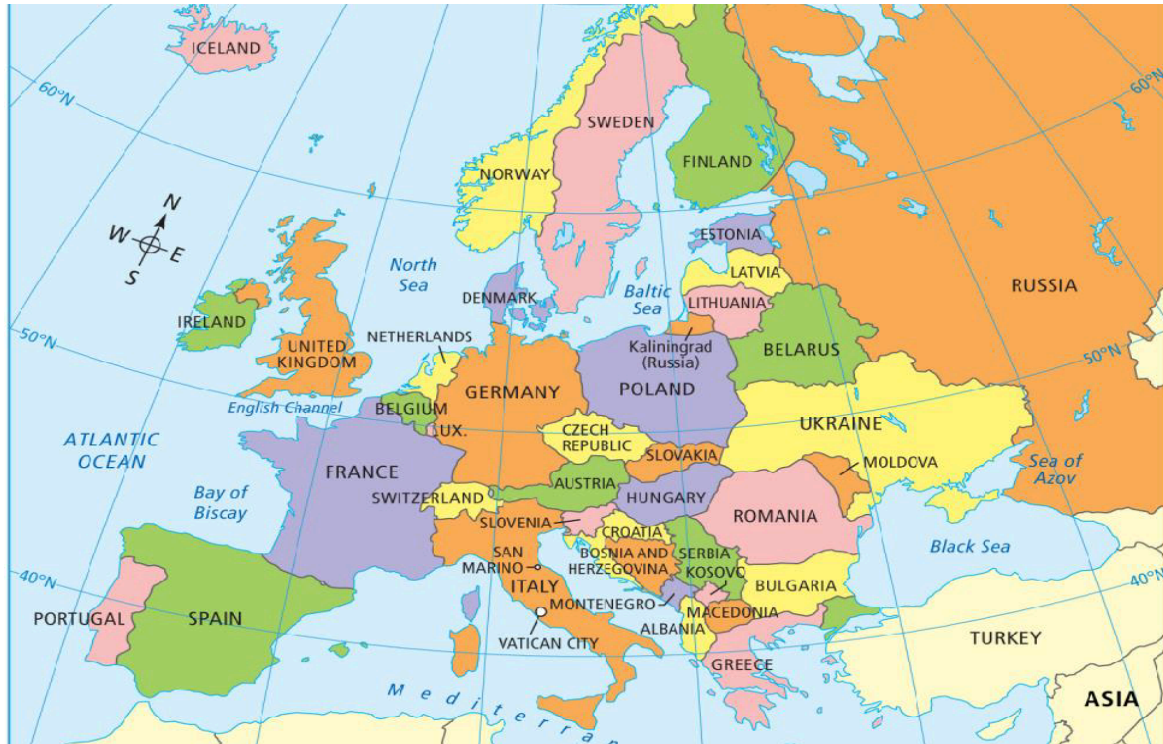 ICELAND
60°N
60°N
SWEDEN
FINLAND
NORWAY
N
W
E
S
ESTONIA
North
Sea
LATVIA
Baltic
Sea
RUSSIA
DENMARK
LITHUANIA
IRELAND
50°N
NETHERLANDS
UNITED
KINGDOM
Kaliningrad
(Russia)
BELARUS
50°N
GERMANY
POLAND
English Channel
BELGIUM
LUX.
UKRAINE
CZECH
REPUBLIC
ATLANTIC
OCEAN
SLOVAKIA
MOLDOVA
Sea of
Azov
FRANCE
AUSTRIA
SWITZERLAND
HUNGARY
Bay of
Biscay
ROMANIA
SLOVENIA
CROATIA
SAN
MARINO
BOSNIA AND
HERZEGOVINA
SERBIA
Black Sea
KOSOVO
40°N
40°N
ITALY
BULGARIA
MONTENEGRO
MACEDONIA
PORTUGAL
SPAIN
ALBANIA
VATICAN CITY
TURKEY
GREECE
Mediterran
ASIA